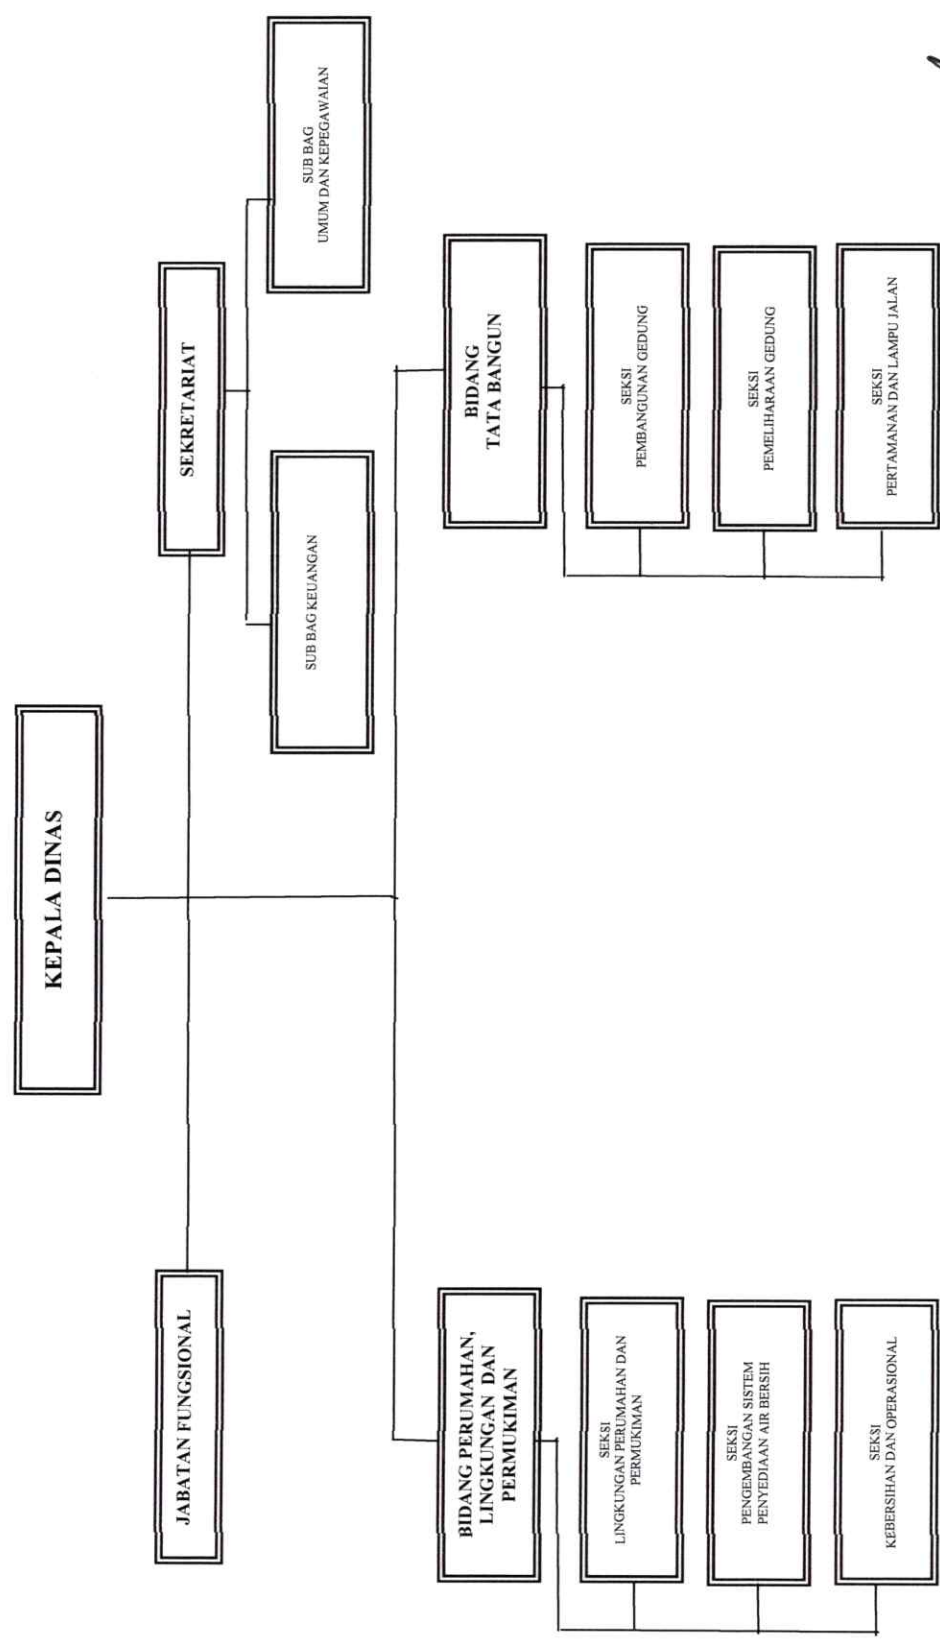 KEPALA DINAS
JABATAN FUNGSIONAL
SEKRETARIAT
SUB BAG KEUANGAN
SUB BAG
UMUM DAN KEPEGAWAIAN
BIDANG PERUMAHAN,
LINGKUNGAN DAN
PERMUKIMAN
SEKSI
LINGKUNGAN PERUMAHAN DAN
PERMUKIMAN
SEKSI
PENGEMBANGAN SISTEM
PENYEDIAAN AIR BERSIH
SEKSI
KEBERSIHAN DAN OPERASIONAL
BIDANG
TATA BANGUN
SEKSI
PEMBANGUNAN GEDUNG
SEKSI
PEMELIHARAAN GEDUNG
SEKSI
PERTAMANAN DAN LAMPU JALAN